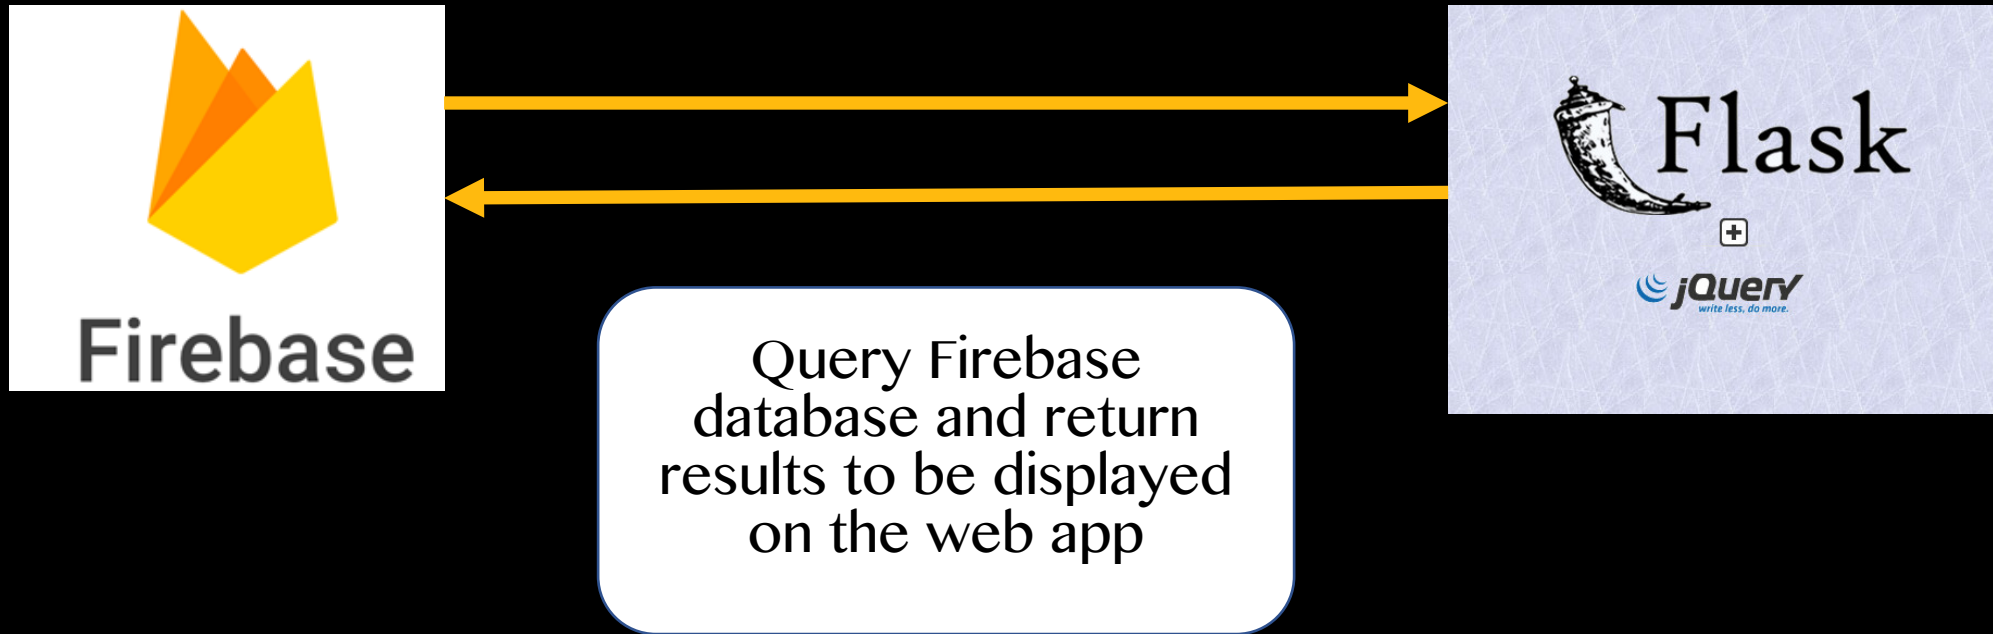 Firebase
Flask
jQuery
write less, do more.
Query Firebase
database and return
results to be displayed
on the web app